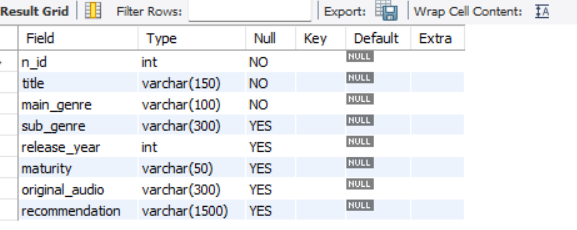 Result Grid Filter Rows: Export: Wrap Cell Content: IA
Field Type Null Key Default Extra
n_id int NO NULL
title varchar(150) NO NULL
main_genre varchar(100) NO NULL
sub_genre varchar(300) YES NULL
release_year int YES NULL
maturity varchar(50) YES NULL
original_audio varchar(300) YES NULL
recommendation varchar(1500) YES NULL